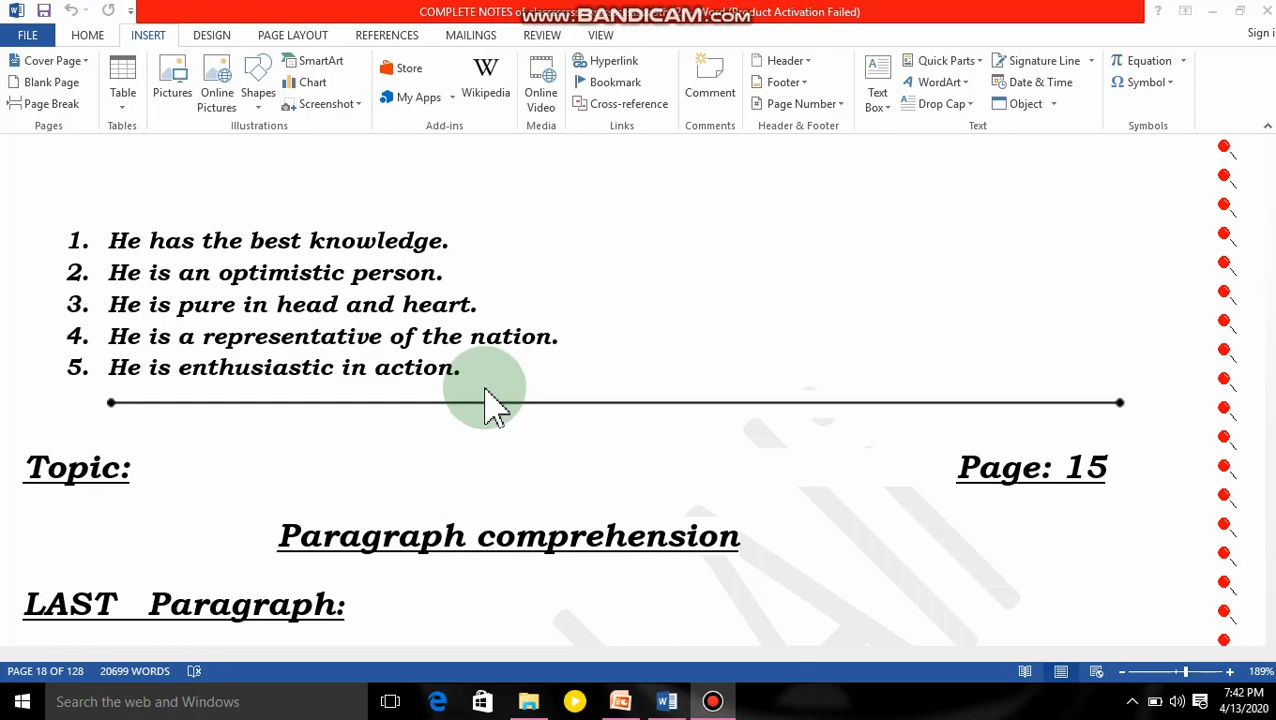 COMPLETE NOTES of
www.BANDICAM.com
(Product Activation Failed)
FILE HOME INSERT DESIGN PAGE LAYOUT REFERENCES MAILINGS REVIEW VIEW Sign i
Cover Page
Blank Page
Page Break
Pages
Table
Tables
Pictures
Online Pictures
Shapes
SmartArt
Chart
Screenshot
Illustrations
Store
My Apps
Wikipedia
Add-ins
Online Video
Media
Hyperlink
Bookmark
Cross-reference
Links
Comment
Comments
Header
Footer
Page Number
Header & Footer
Text Box
Quick Parts
WordArt
Drop Cap
Signature Line
Date & Time
Object
Text
Equation
Symbol
Symbols
1. He has the best knowledge.
2. He is an optimistic person.
3. He is pure in head and heart.
4. He is a representative of the nation.
5. He is enthusiastic in action.
Topic: Page: 15
Paragraph comprehension
LAST Paragraph:
PAGE 18 OF 128 20699 WORDS 189%
Search the web and Windows
7:42 PM
4/13/2020